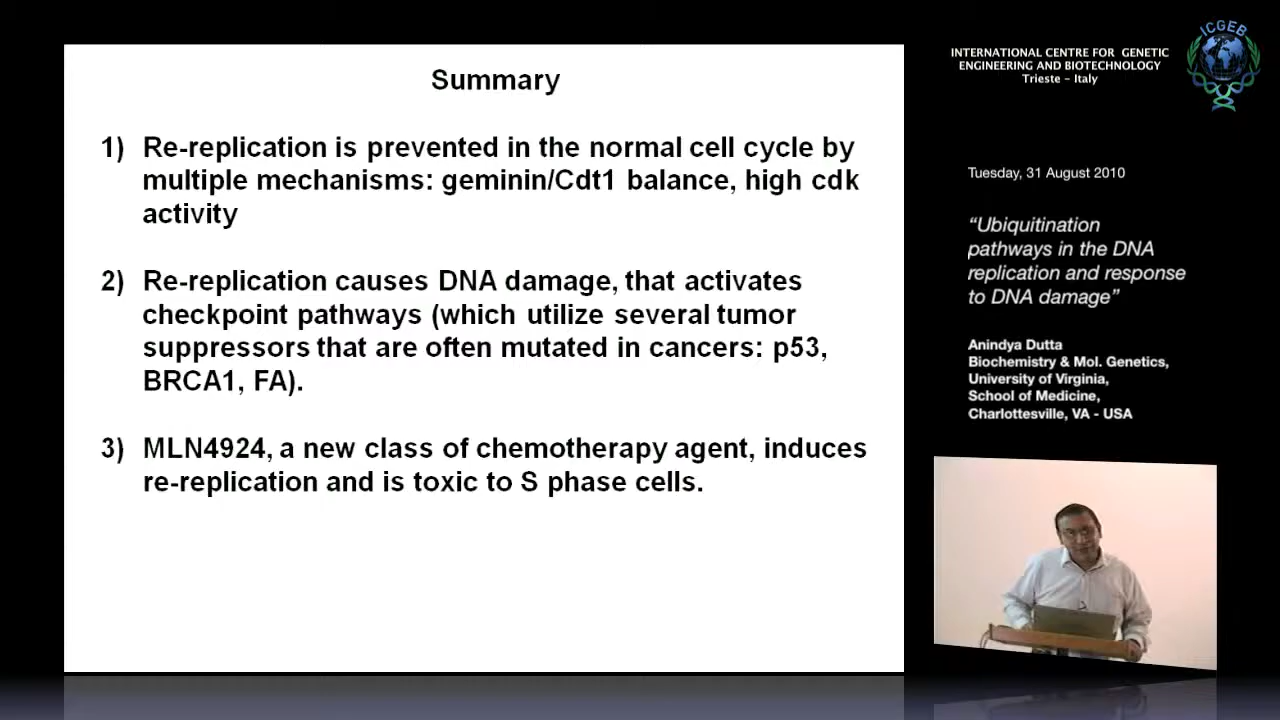 Summary
1) Re-replication is prevented in the normal cell cycle by
multiple mechanisms: geminin/Cdt1 balance, high cdk
activity
2) Re-replication causes DNA damage, that activates
checkpoint pathways (which utilize several tumor
suppressors that are often mutated in cancers: p53,
BRCA1, FA).
3) MLN4924, a new class of chemotherapy agent, induces
re-replication and is toxic to S phase cells.
INTERNATIONAL CENTRE FOR GENETIC
ENGINEERING AND BIOTECHNOLOGY
Trieste - Italy
ICGEB
Tuesday, 31 August 2010
“Ubiquitination
pathways in the DNA
replication and response
to DNA damage”
Anindya Dutta
Biochemistry & Mol. Genetics,
University of Virginia,
School of Medicine,
Charlottesville, VA - USA